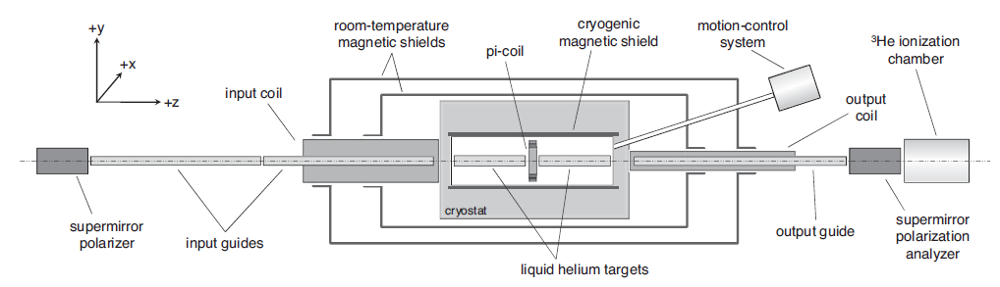 +y
+x
+z
room-temperature
magnetic shields
cryogenic
magnetic shield
pi-coil
motion-control
system
³He ionization
chamber
input coil
output
coil
cryostat
supermirror
polarizer
input guides
liquid helium targets
output guide
supermirror
polarization
analyzer